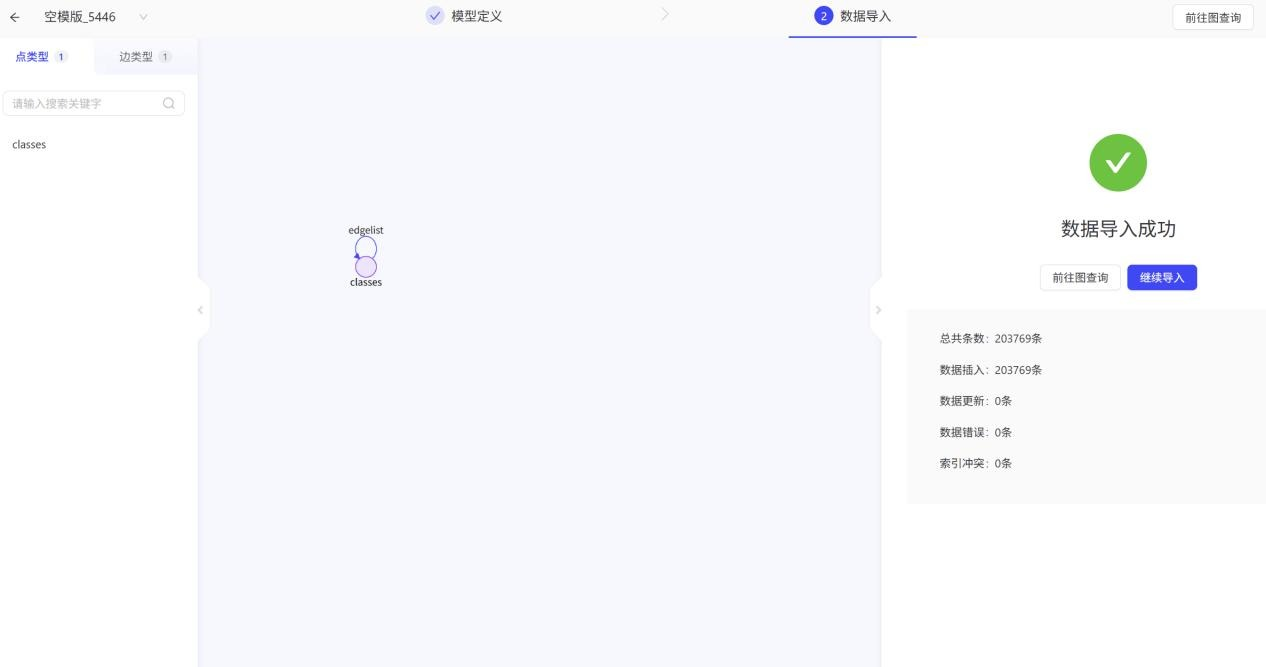 空模版_5446
模型定义
2 数据导入
前往图查询
点类型 1
边类型 1
请输入搜索关键字
classes
edgelist
classes
数据导入成功
前往图查询
继续导入
总共条数：203769条
数据插入：203769条
数据更新：0条
数据错误：0条
索引冲突：0条